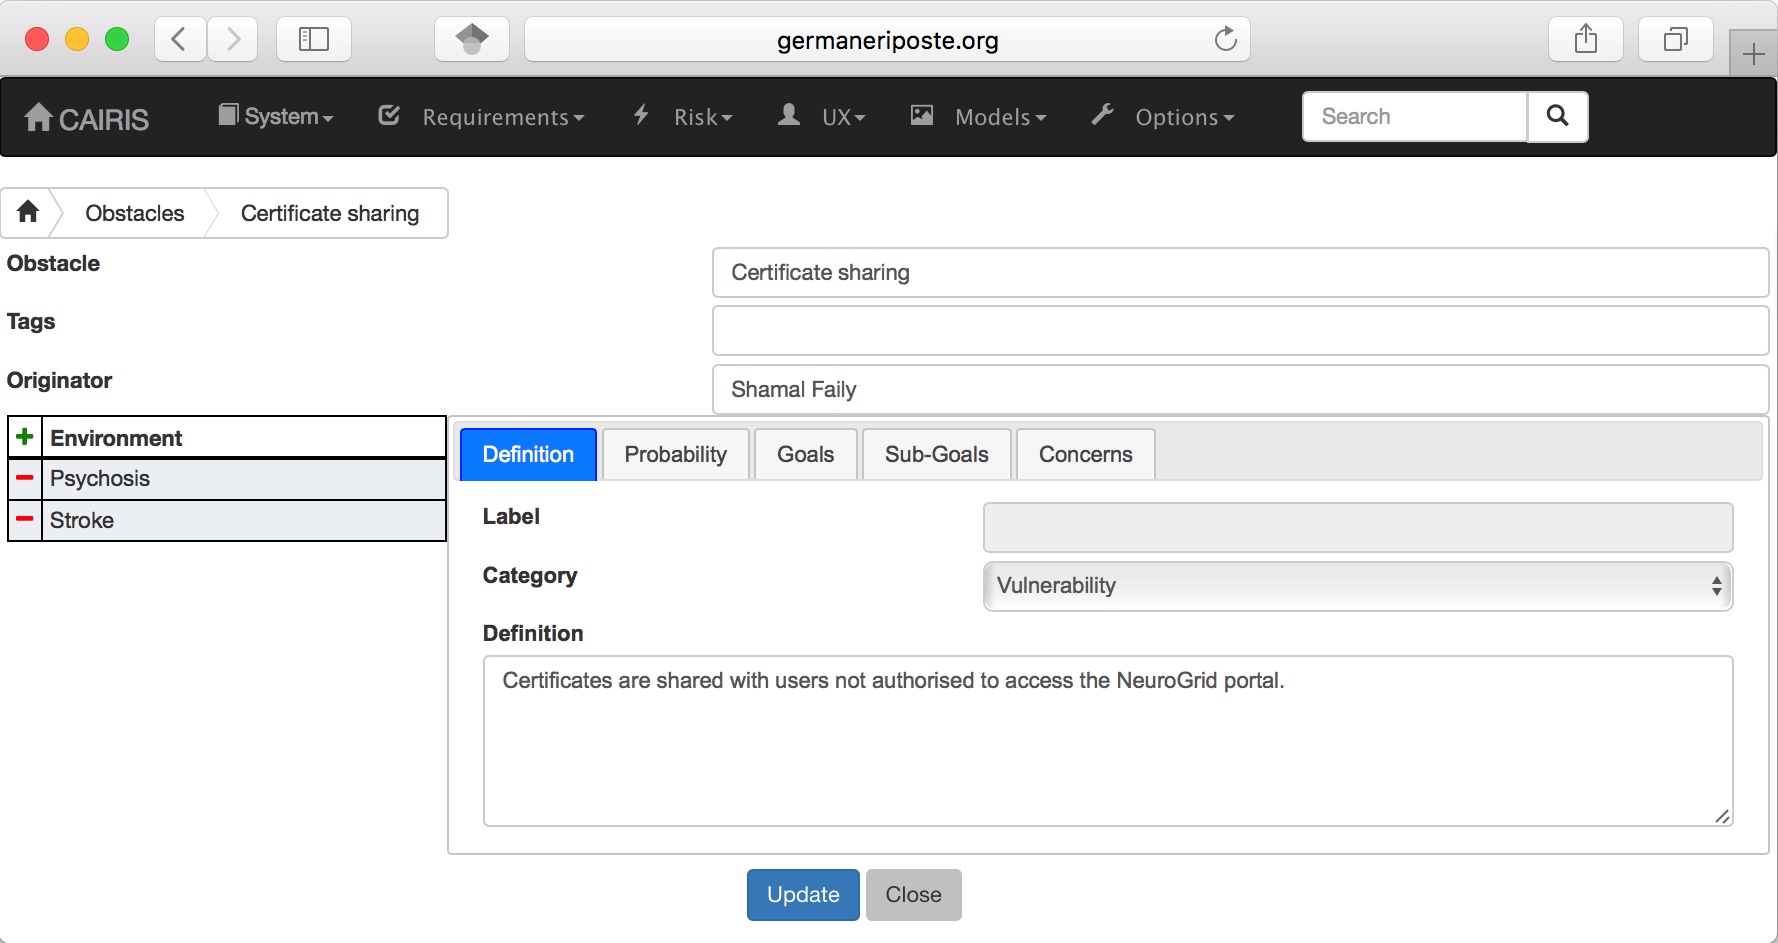 germaneriposte.org
CAIRIS System Requirements Risk UX Models Options Search
Obstacles Certificate sharing
Obstacle Certificate sharing
Tags
Originator Shamal Faily
Environment
Psychosis
Stroke
Definition Probability Goals Sub-Goals Concerns
Label
Category Vulnerability
Definition
Certificates are shared with users not authorised to access the NeuroGrid portal.
Update Close